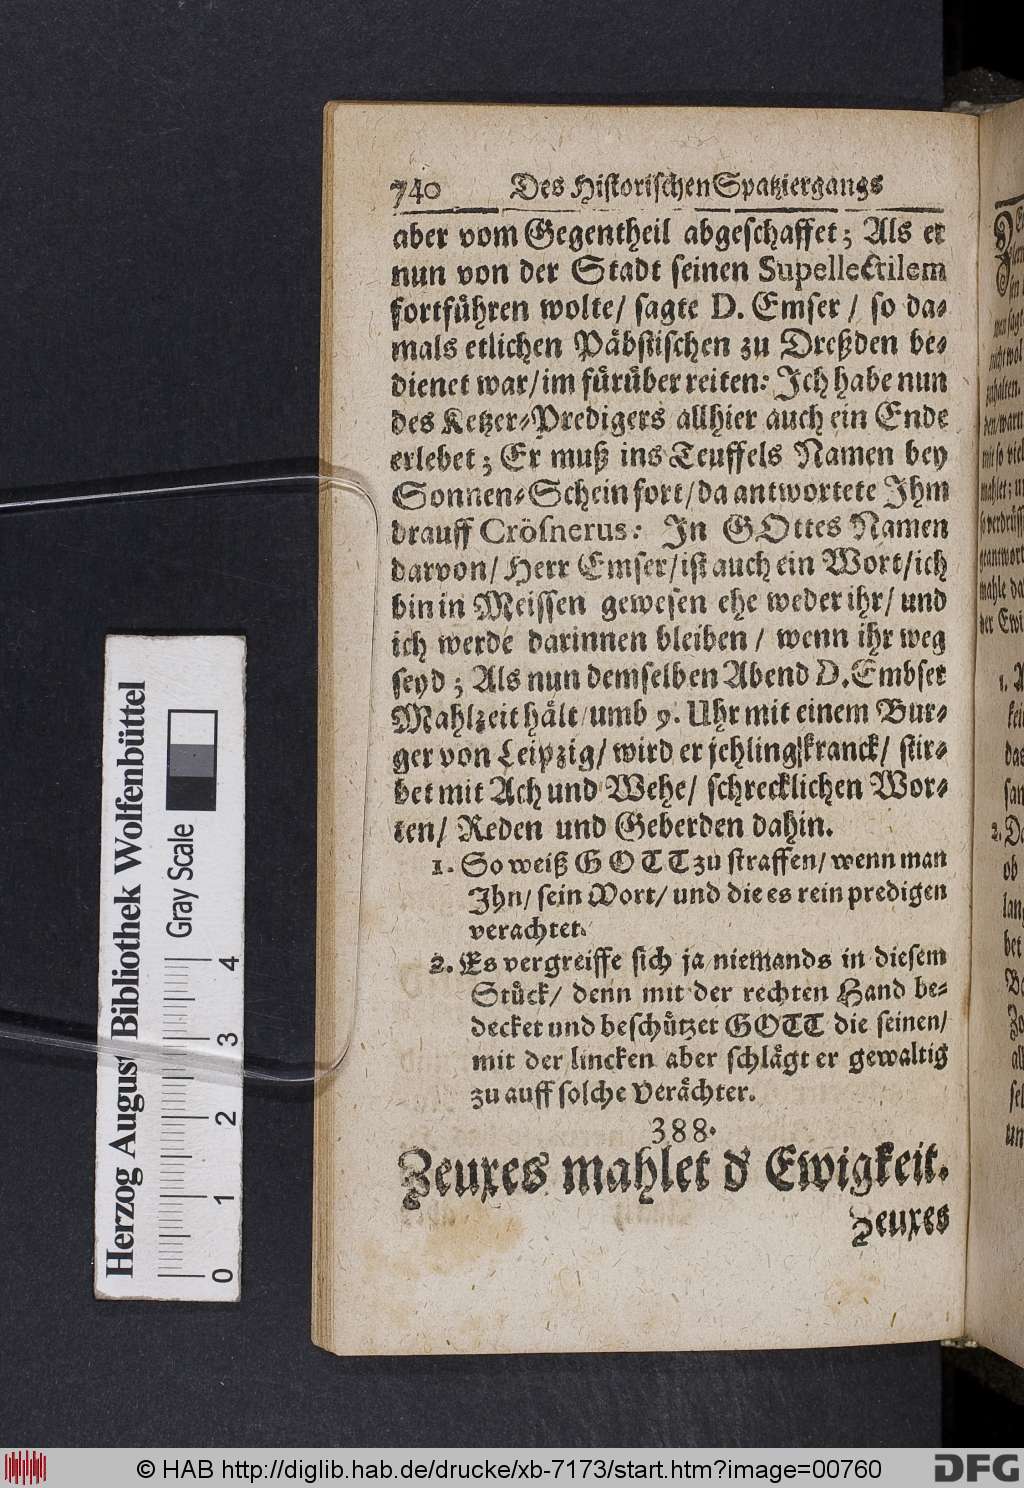 740 Des Historischen Spatziergangs
aber vom Gegentheil abgeschaffet; Als er
nun von der Stadt seinen Supellectilem
fortführen wolte/ sagte D. Emser/ so da-
mals etlichen Päbstischen zu Dreßden be-
dienet war/ im fürüber reiten: Ich habe nun
des Ketzer-Predigers allhier auch ein Ende
erlebet; Er muß ins Teuffels Namen bey
Sonnen-Schein fort/ da antwortete Ihm
drauff Crösnerus: In GOttes Namen
darvon/ Herr Emser/ ist auch ein Wort/ ich
bin in Meissen gewesen ehe weder ihr/ und
ich werde darinnen bleiben/ wenn ihr weg
seyd; Als nun demselben Abend D. Embser
Mahlzeit hält/ umb 9. Uhr mit einem Bur-
ger von Leipzig/ wird er jehling kranck/ stir-
bet mit Ach und Wehe/ schrecklichen Wor-
ten/ Reden und Geberden dahin.
1. So weiß GOTT zu straffen/ wenn man
Ihn/ sein Wort/ und die es rein predigen
verachtet.
2. Es vergreiffe sich ja niemands in diesem
Stück/ denn mit der rechten Hand be-
decket und beschützet GOTT die seinen/
mit der lincken aber schlägt er gewaltig
zu auff solche Verächter.
388.
Zeuxes mahlet d' Ewigkeit.
Zeuxes
Herzog August Bibliothek Wolfenbüttel
Gray Scale
0 1 2 3 4
© HAB http://diglib.hab.de/drucke/xb-7173/start.htm?image=00760
DFG